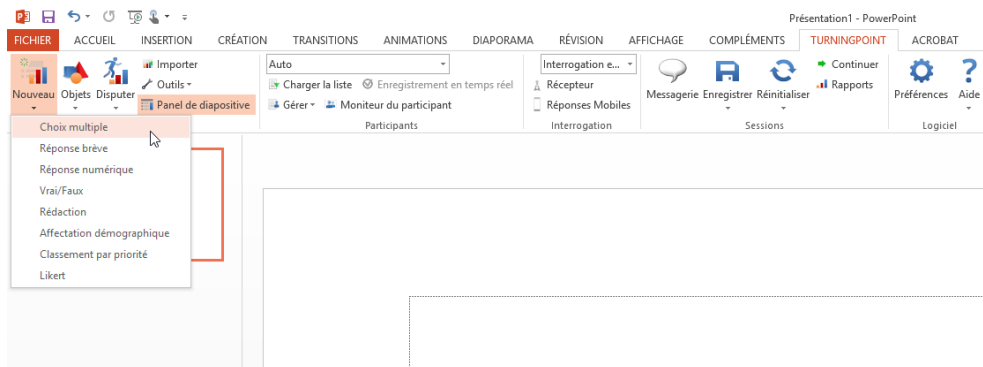 Présentation1 - PowerPoint
FICHIER ACCUEIL INSERTION CRÉATION TRANSITIONS ANIMATIONS DIAPORAMA RÉVISION AFFICHAGE COMPLÉMENTS TURNINGPOINT ACROBAT
Nouveau Objets Disputer
Importer
Outils
Panel de diapositive
Auto
Charger la liste Enregistrement en temps réel
Gérer Moniteur du participant
Participants
Interrogation e...
Récepteur
Réponses Mobiles
Interrogation
Messagerie Enregistrer Réinitialiser
Continuer
Rapports
Sessions
Préférences Aide
Logiciel
Choix multiple
Réponse brève
Réponse numérique
Vrai/Faux
Rédaction
Affectation démographique
Classement par priorité
Likert